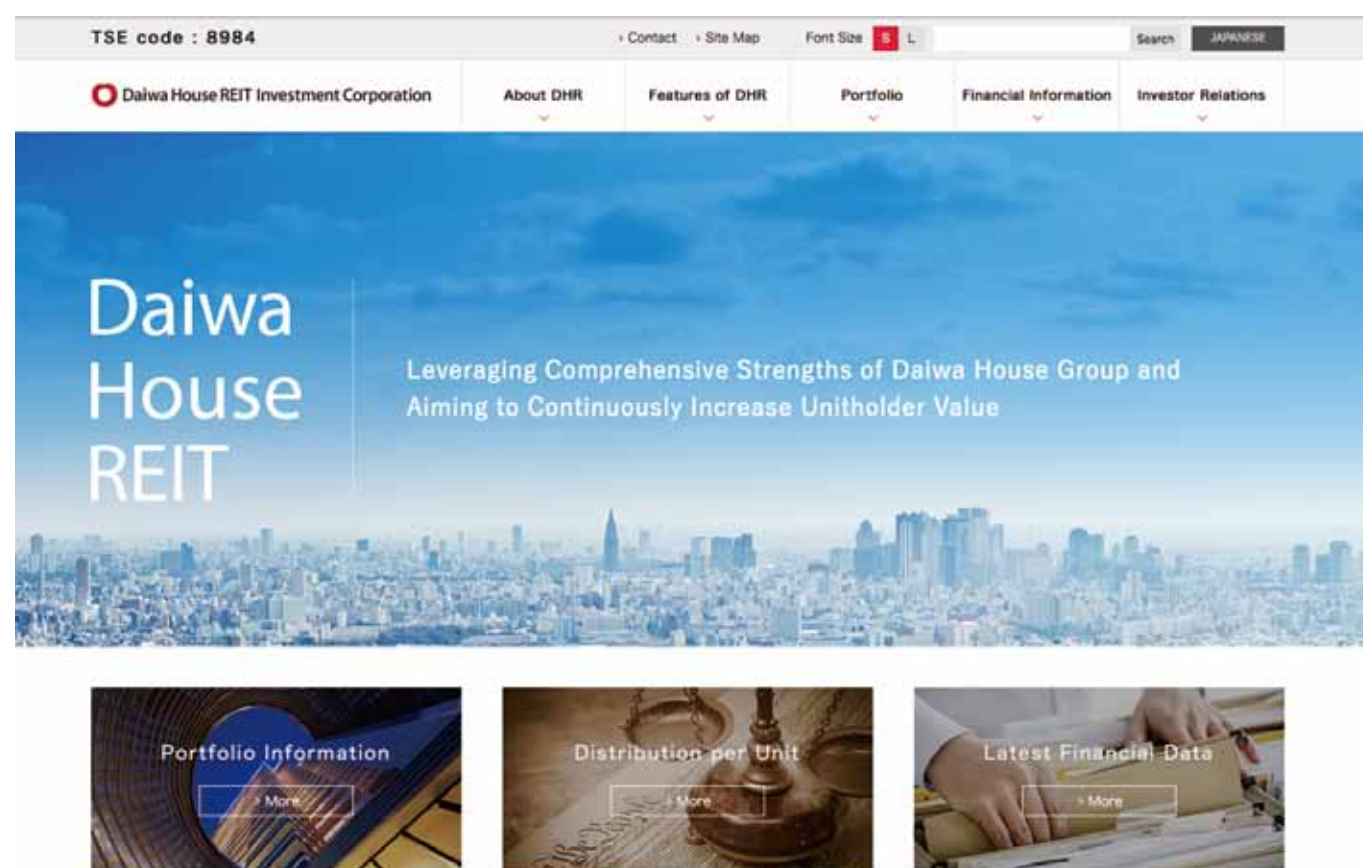 TSE code : 8984
Contact
Site Map
Font Size S L
Search
JAPANESE
Daiwa House REIT Investment Corporation
About DHR
Features of DHR
Portfolio
Financial Information
Investor Relations
Daiwa
House
REIT
Leveraging Comprehensive Strengths of Daiwa House Group and
Aiming to Continuously Increase Unitholder Value
Portfolio Information
> More
Distribution per Unit
> More
Latest Financial Data
> More